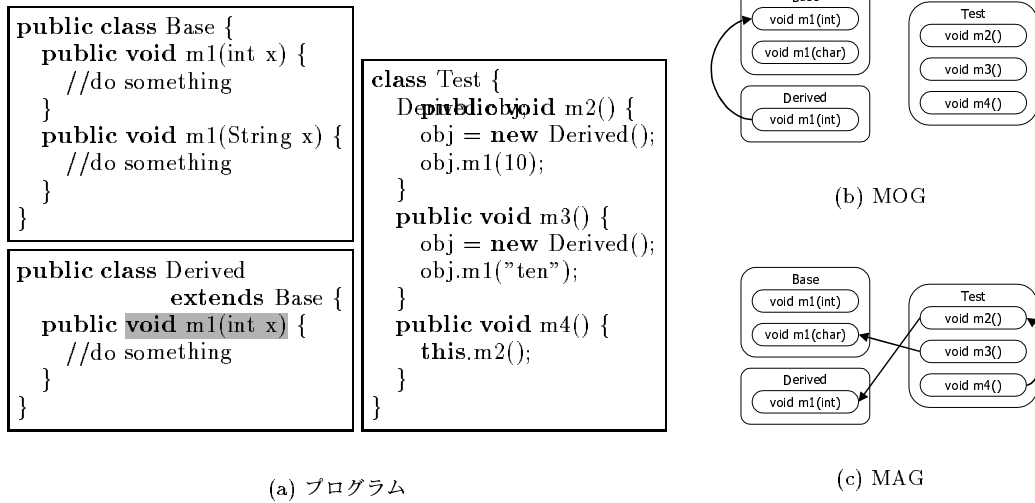 public class Base {
public void m1(int x) {
//do something
}
public void m1(String x) {
//do something
}
}
public class Derived
extends Base {
public void m1(int x) {
//do something
}
}
class Test {
Derived obj;
public void m2() {
obj = new Derived();
obj.m1(10);
}
public void m3() {
obj = new Derived();
obj.m1("ten");
}
public void m4() {
this.m2();
}
}
(a) プログラム
void m1(int)
void m1(char)
Derived
void m1(int)
Test
void m2()
void m3()
void m4()
(b) MOG
Base
void m1(int)
void m1(char)
Derived
void m1(int)
Test
void m2()
void m3()
void m4()
(c) MAG